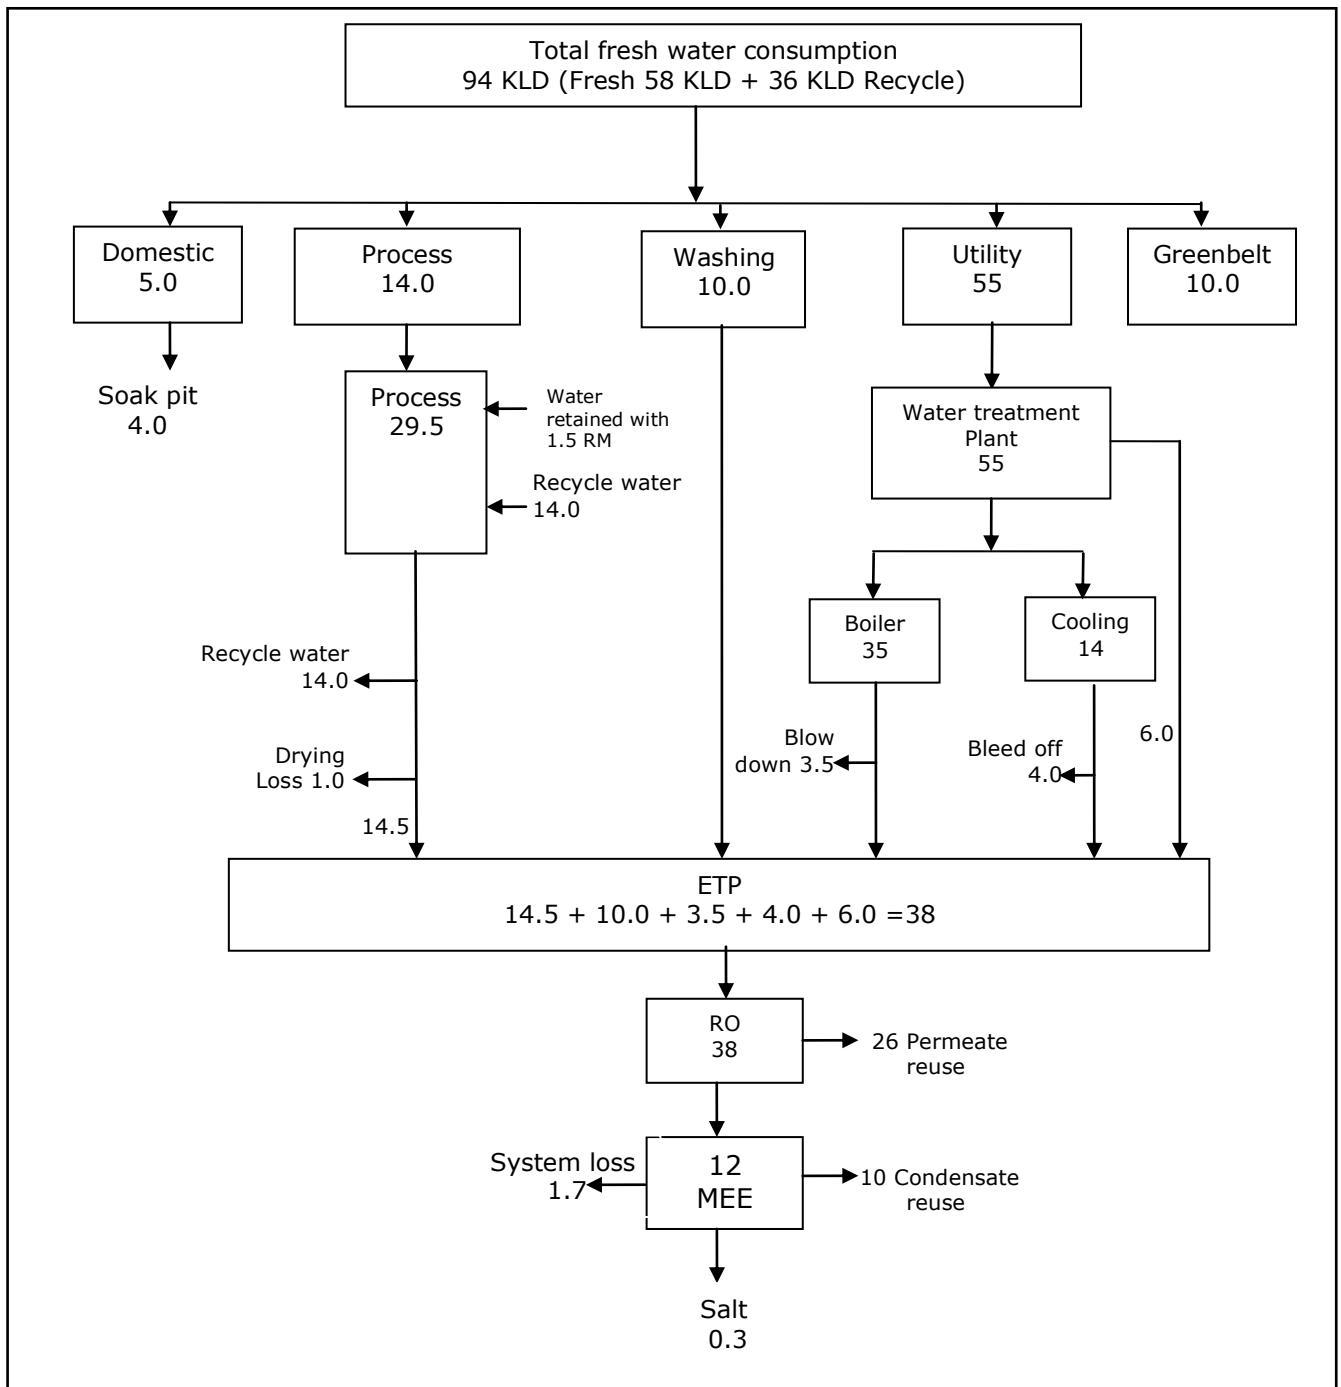 Total fresh water consumption
94 KLD (Fresh 58 KLD + 36 KLD Recycle)
Domestic
5.0
Process
14.0
Washing
10.0
Utility
55
Greenbelt
10.0
Soak pit
4.0
Process
29.5
Water
retained with
1.5 RM
Recycle water
14.0
Water treatment
Plant
55
Boiler
35
Cooling
14
Recycle water
14.0
Drying
Loss 1.0
14.5
Blow
down 3.5
Bleed off
4.0
6.0
ETP
14.5 + 10.0 + 3.5 + 4.0 + 6.0 =38
RO
38
26 Permeate
reuse
System loss
1.7
12
MEE
10 Condensate
reuse
Salt
0.3